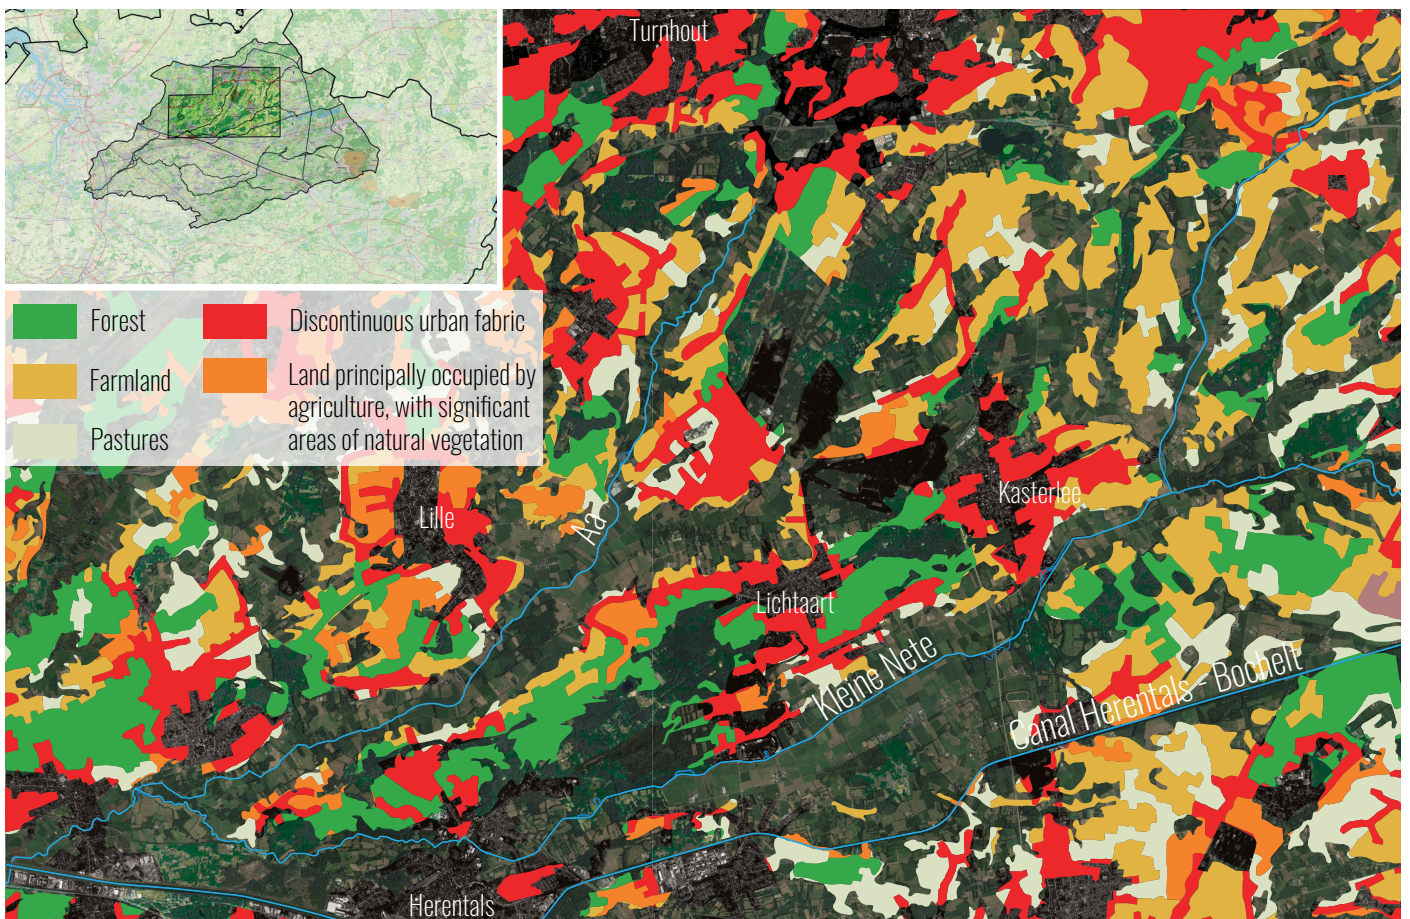 Turnhout
Forest
Discontinuous urban fabric
Farmland
Land principally occupied by
agriculture, with significant
areas of natural vegetation
Pastures
Lille
Aa
Kasterlee
Lichtaart
Kleine Nete
Canal Herentals - Bochelt
Herentals